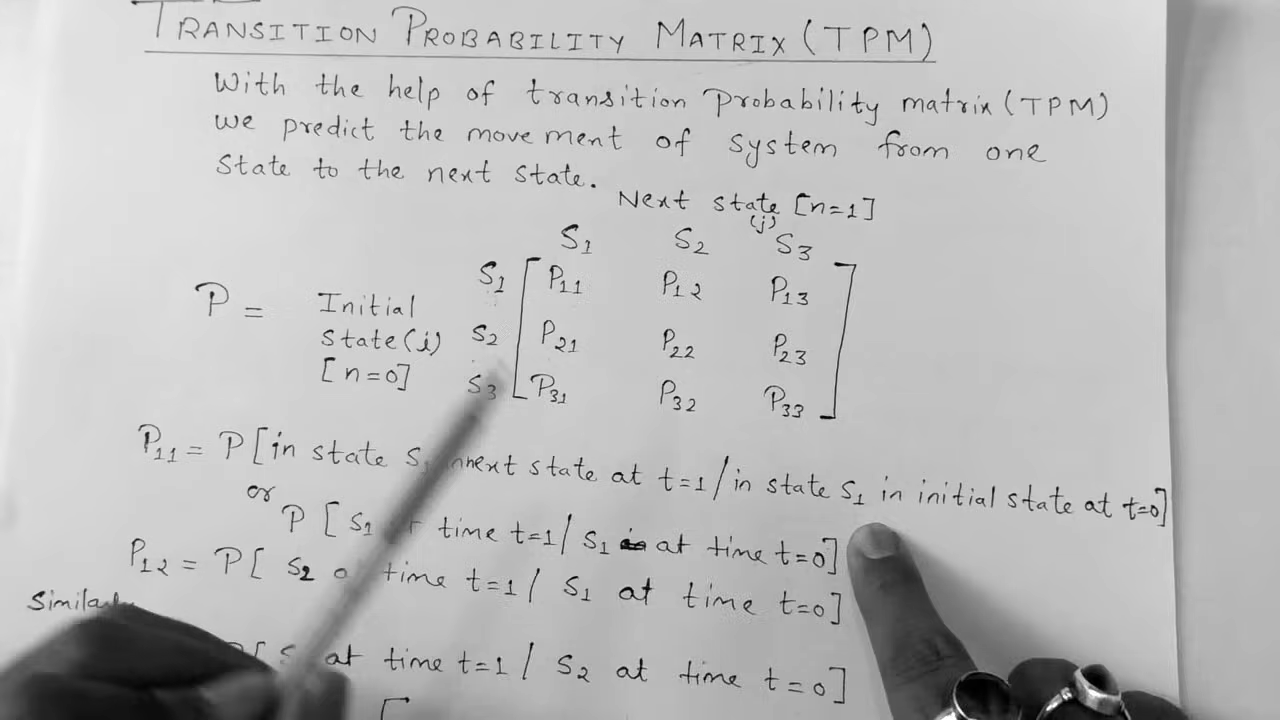 TRANSITION PROBABILITY MATRIX (TPM)
With the help of transition probability matrix (TPM)
we predict the movement of system from one
state to the next state.
Next state [n=1]
(j)
S1 S2 S3
S1 P11 P12 P13
P = Initial
state(i) S2 P21 P22 P23
[n=0] S3 P31 P32 P33
P11 = P[in state S1 next state at t=1/in state S1 in initial state at t=0]
or
P [S1 time t=1/ S1 at time t=0]
P12 = P[ S2 time t=1/ S1 at time t=0]
at time t=1/ S2 at time t=0]
[